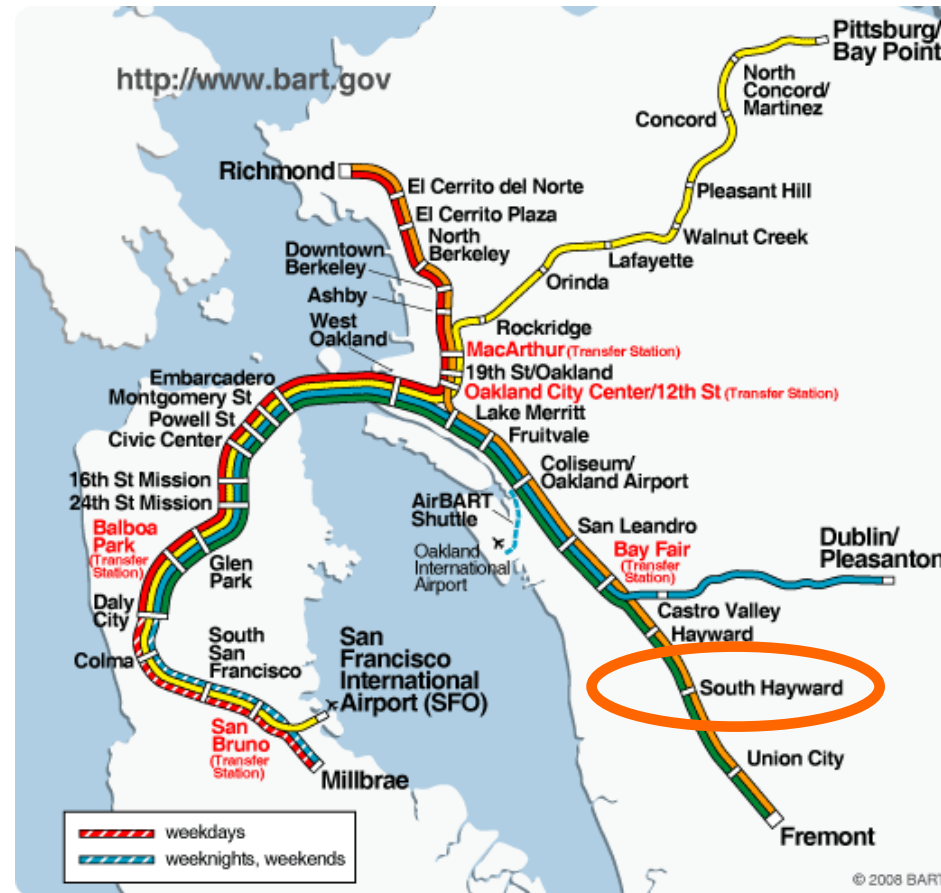 http://www.bart.gov
Pittsburg/
Bay Point
North
Concord/
Martinez
Concord
Richmond
El Cerrito del Norte
Pleasant Hill
El Cerrito Plaza
North
Berkeley
Walnut Creek
Downtown
Berkeley
Lafayette
Orinda
Ashby
West
Oakland
Rockridge
MacArthur (Transfer Station)
19th St/Oakland
Oakland City Center/12th St (Transfer Station)
Embarcadero
Montgomery St
Powell St
Civic Center
Lake Merritt
Fruitvale
Coliseum/
Oakland Airport
16th St Mission
24th St Mission
AirBART
Shuttle
Oakland
International
Airport
San Leandro
Bay Fair
(Transfer
Station)
Dublin/
Pleasanton
Balboa
Park
(Transfer
Station)
Glen
Park
Castro Valley
Daly
City
Hayward
Colma
South
San
Francisco
San
Francisco
International
Airport (SFO)
South Hayward
San
Bruno
(Transfer
Station)
Millbrae
Union City
Fremont
weekdays
weeknights, weekends
© 2008 BART